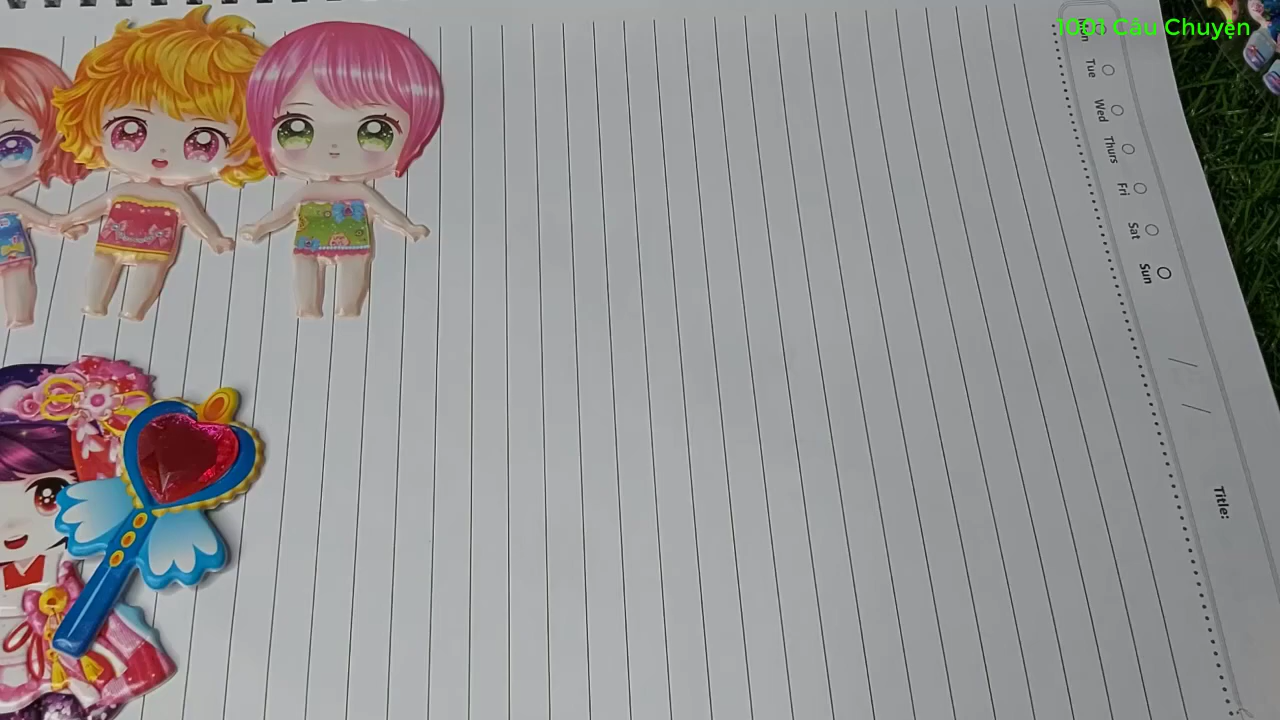 1001 Câu Chuyện
Tue
Wed
Thurs
Fri
Sat
Sun
/
/
Title: